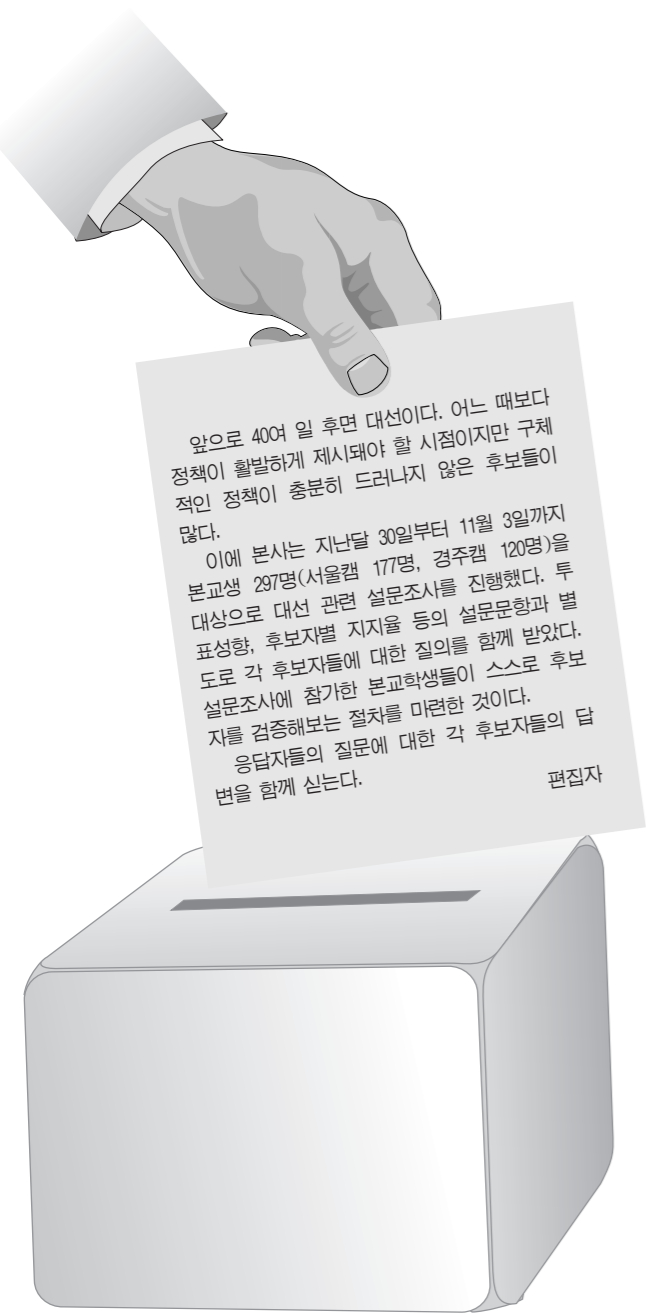 앞으로 40여 일 후면 대선이다. 어느 때보다
정책이 활발하게 제시돼야 할 시점이지만 구체
적인 정책이 충분히 드러나지 않은 후보들이
많다.
이에 본사는 지난달 30일부터 11월 3일까지
본교생 297명(서울캠 177명, 경주캠 120명)을
대상으로 대선 관련 설문조사를 진행했다. 투
표성향, 후보자별 지지율 등의 설문문항과 별
도로 각 후보자들에 대한 질의를 함께 받았다.
설문조사에 참가한 본교학생들이 스스로 후보
자를 검증해보는 절차를 마련한 것이다.
응답자들의 질문에 대한 각 후보자들의 답
변을 함께 싣는다. 편집자